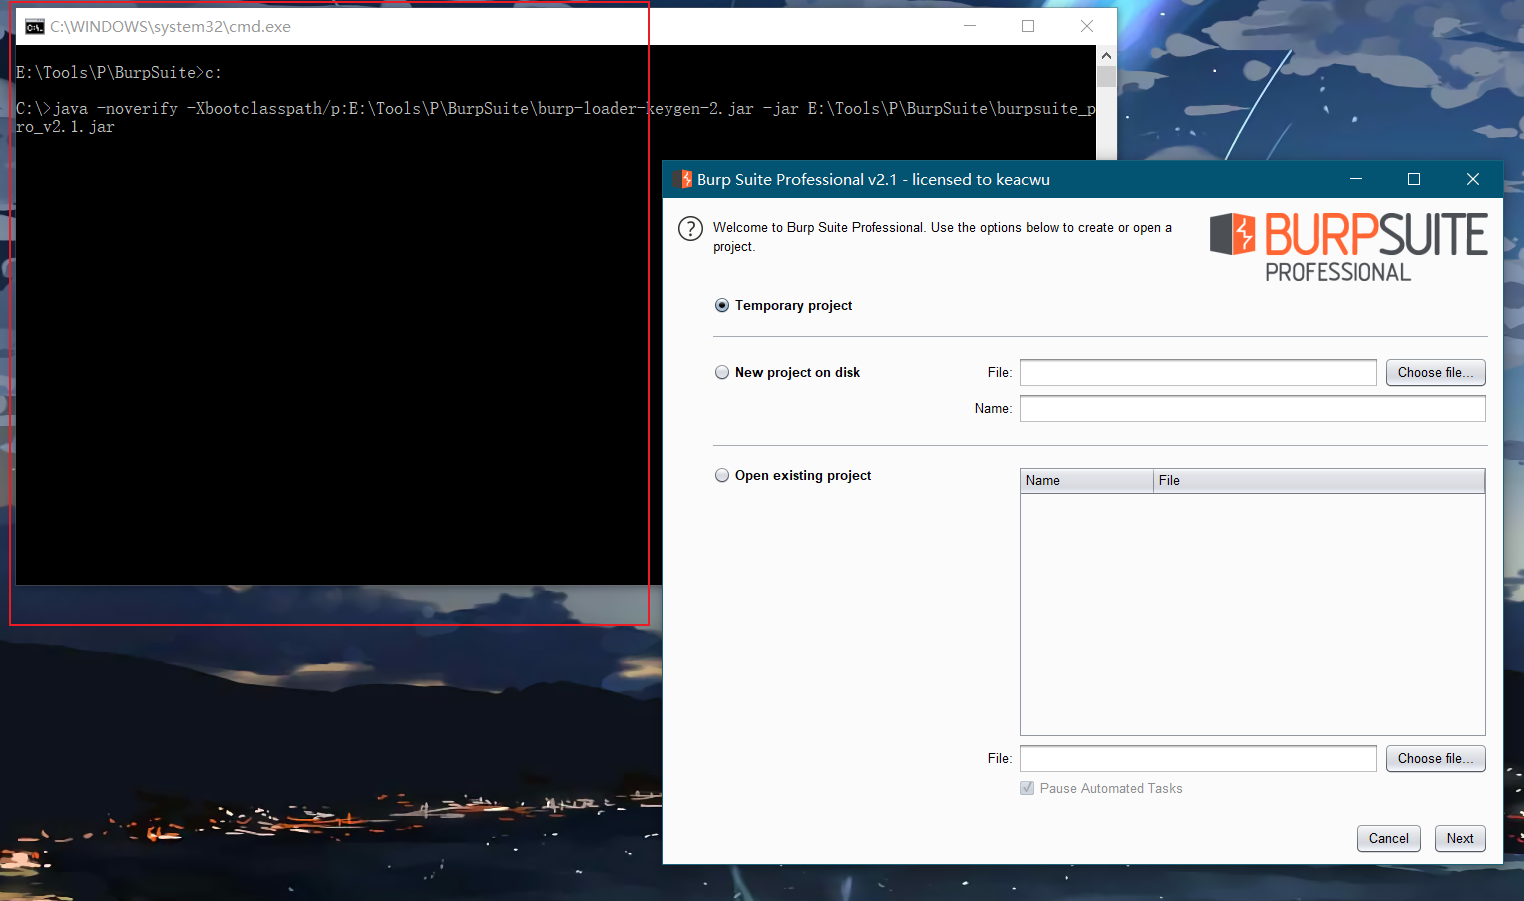 C:\WINDOWS\system32\cmd.exe
E:\Tools\P\BurpSuite>c:
C:\>java -noverify -Xbootclasspath/p:E:\Tools\P\BurpSuite\burp-loader-keygen-2.jar -jar E:\Tools\P\BurpSuite\burpsuite_p
ro_v2.1.jar
Burp Suite Professional v2.1 - licensed to keacwu
Welcome to Burp Suite Professional. Use the options below to create or open a
project.
BURPSUITE
PROFESSIONAL
Temporary project
New project on disk
File:
Choose file...
Name:
Open existing project
Name
File
File:
Choose file...
Pause Automated Tasks
Cancel
Next